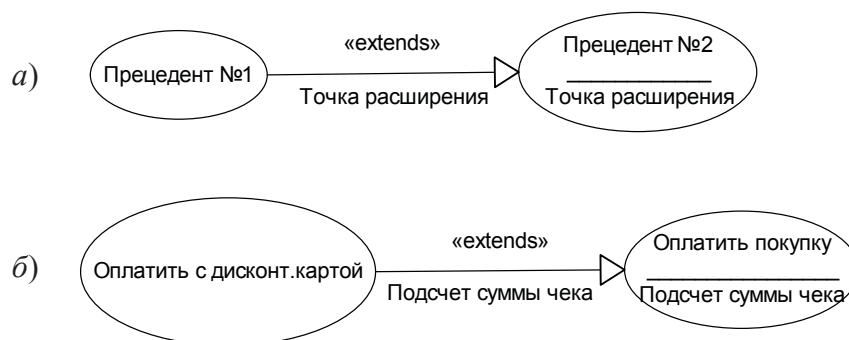 а)
Прецедент №1
«extends»
Точка расширения
Прецедент №2
Точка расширения
б)
Оплатить с дисконт.картой
«extends»
Подсчет суммы чека
Оплатить покупку
Подсчет суммы чека